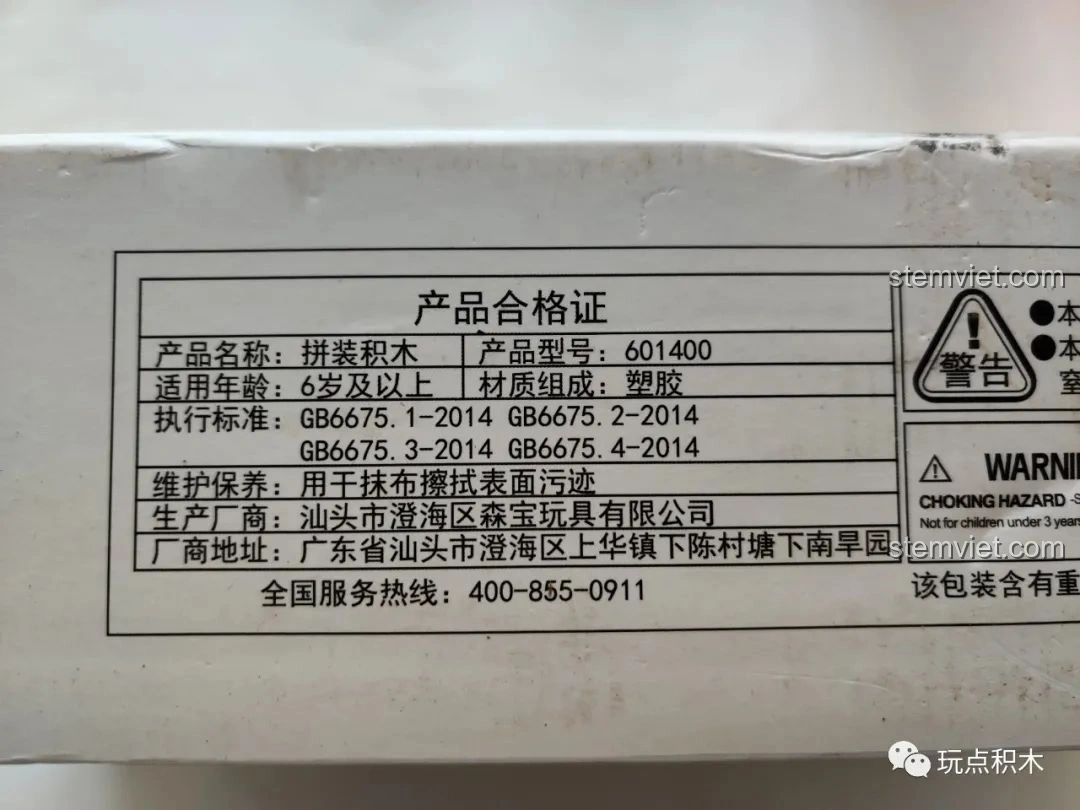 产品合格证
产品名称：拼装积木 产品型号：601400
适用年龄：6岁及以上 材质组成：塑胶
执行标准：GB6675.1-2014 GB6675.2-2014
GB6675.3-2014 GB6675.4-2014
维护保养：用干抹布擦拭表面污迹
生产厂商：汕头市澄海区森宝玩具有限公司
厂商地址：广东省汕头市澄海区上华镇下陈村塘下南旱园
全国服务热线：400-855-0911
stemviet.com
警告
●本
●本
窒
WARNI
CHOKING HAZARD -S
Not for children under 3 years
stemviet.com
该包装含有重
玩点积木